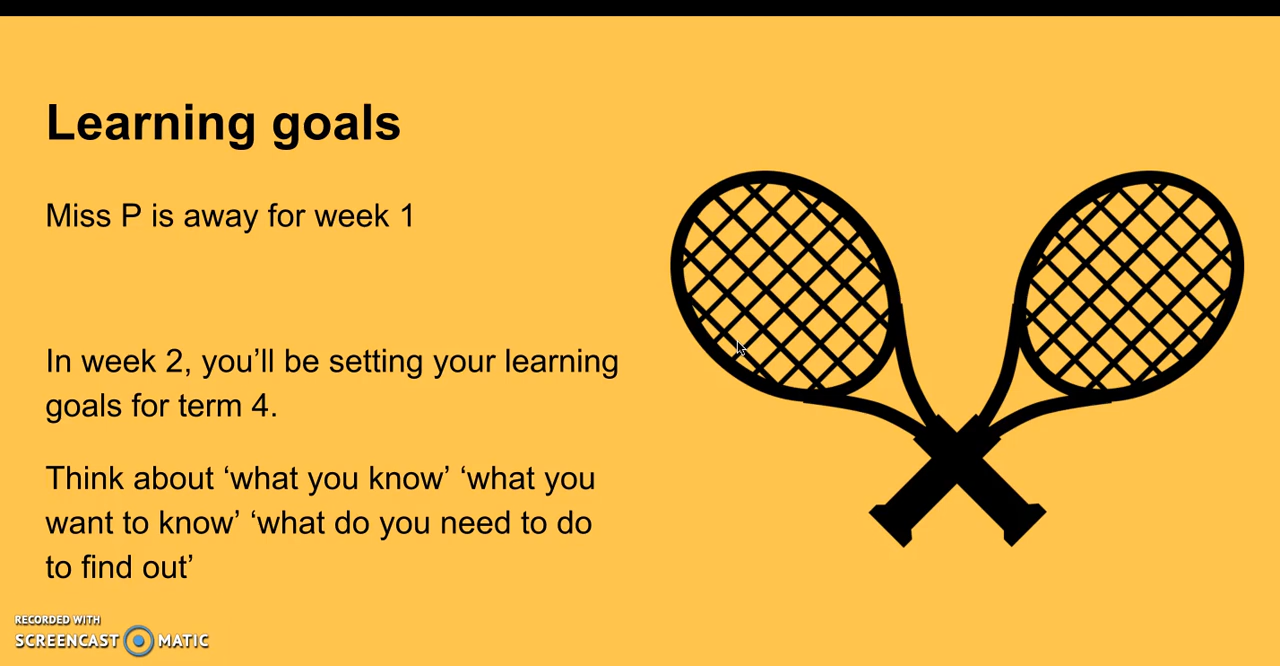 Learning goals
Miss P is away for week 1
In week 2, you’ll be setting your learning
goals for term 4.
Think about ‘what you know’ ‘what you
want to know’ ‘what do you need to do
to find out’
RECORDED WITH
SCREENCAST MATIC